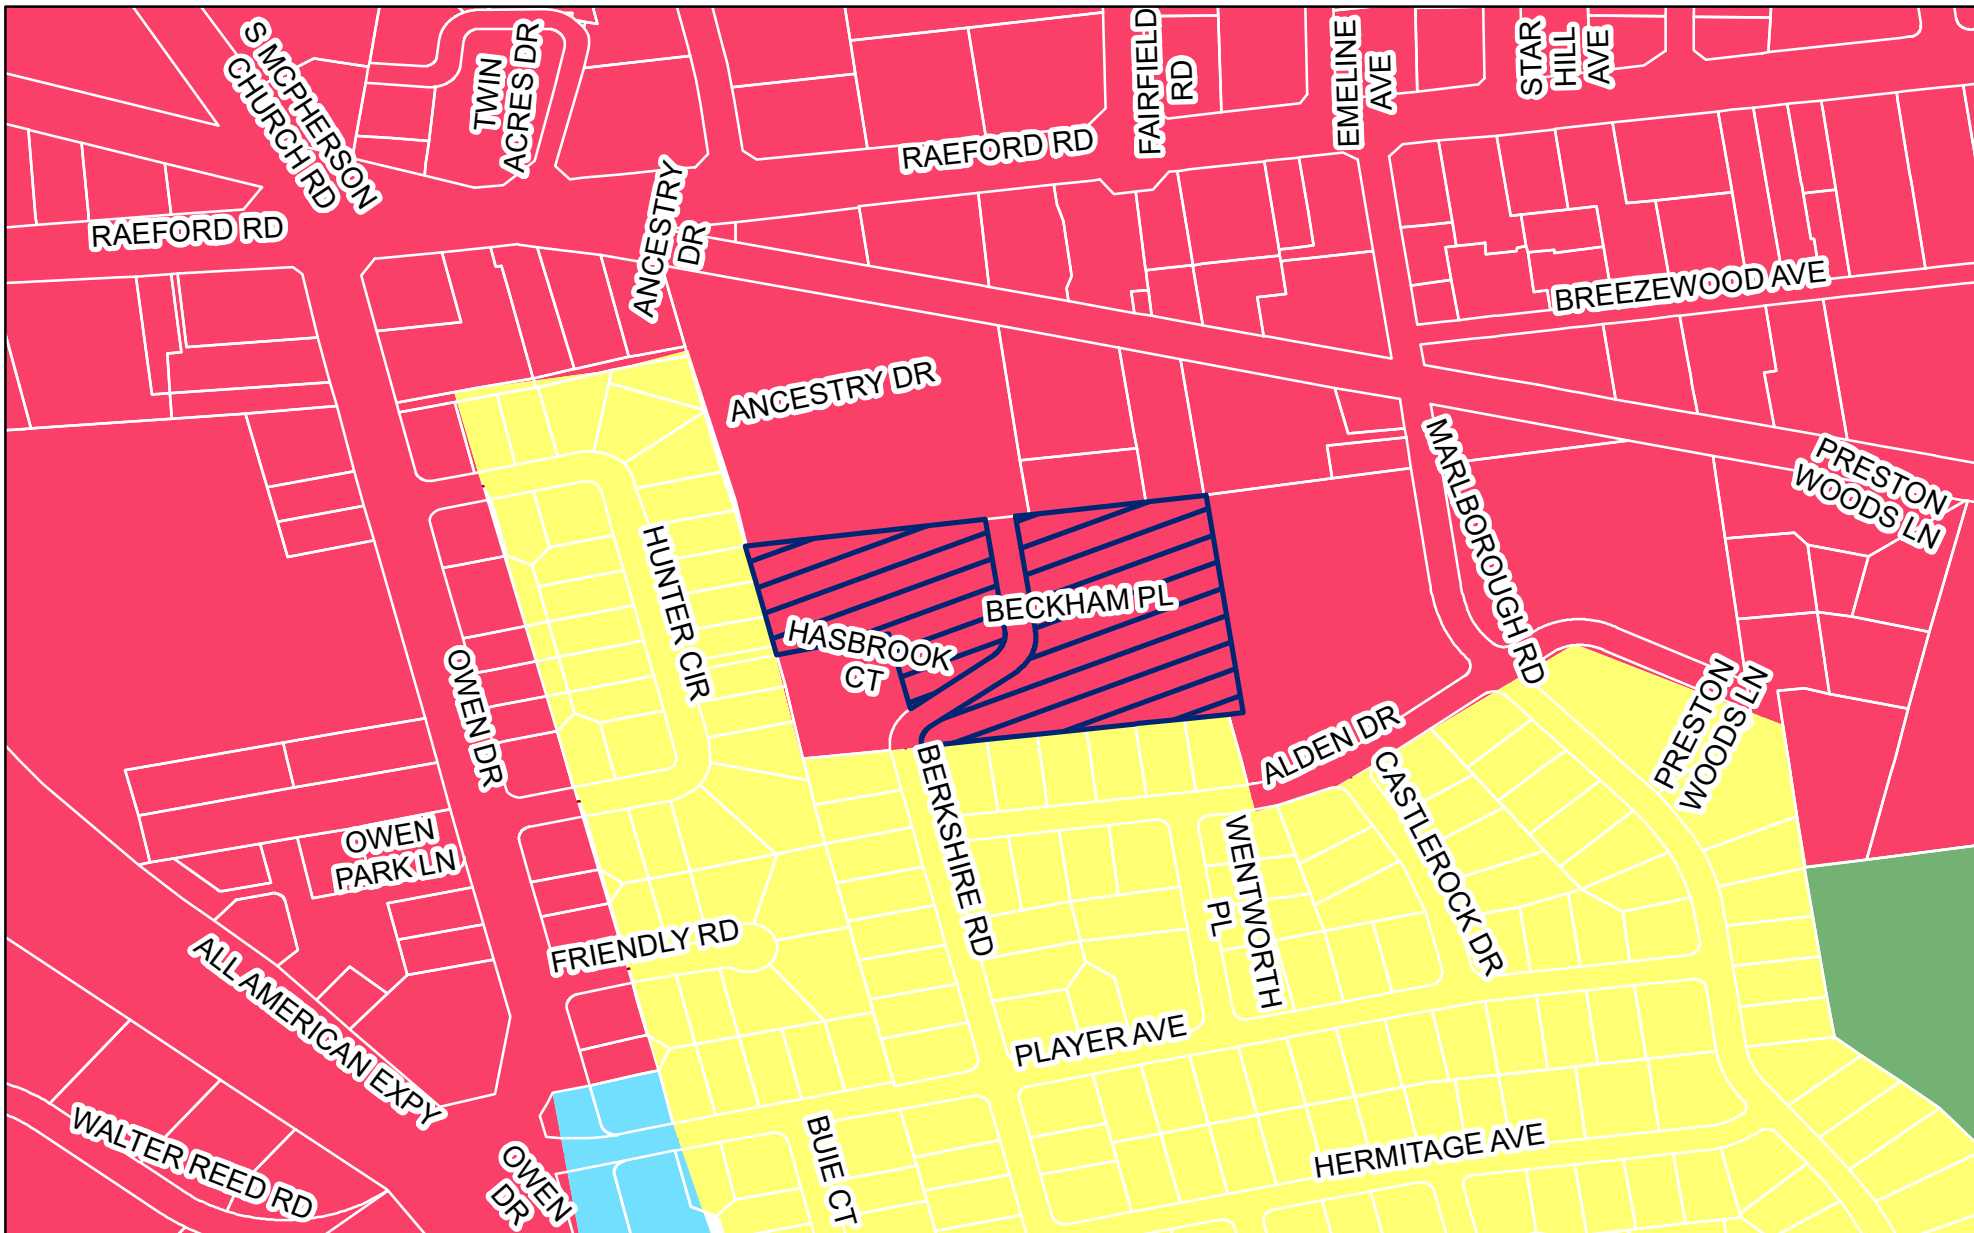 S MCPHERSON
CHURCH RD
TWIN
ACRES DR
FAIRFIELD
RD
EMELINE
AVE
STAR
HILL
AVE
RAEFORD RD
RAEFORD RD
ANCESTRY
DR
BREEZEWOOD AVE
ANCESTRY DR
MARLBOROUGH RD
PRESTON
WOODS LN
HUNTER CIR
BECKHAM PL
HASBROOK
CT
OWEN DR
PRESTON
WOODS LN
ALDEN DR
BERKSHIRE RD
CASTLEROCK DR
OWEN
PARK LN
WENTWORTH
PL
FRIENDLY RD
ALL AMERICAN EXPY
PLAYER AVE
WALTER REED RD
OWEN
DR
BUIE CT
HERMITAGE AVE